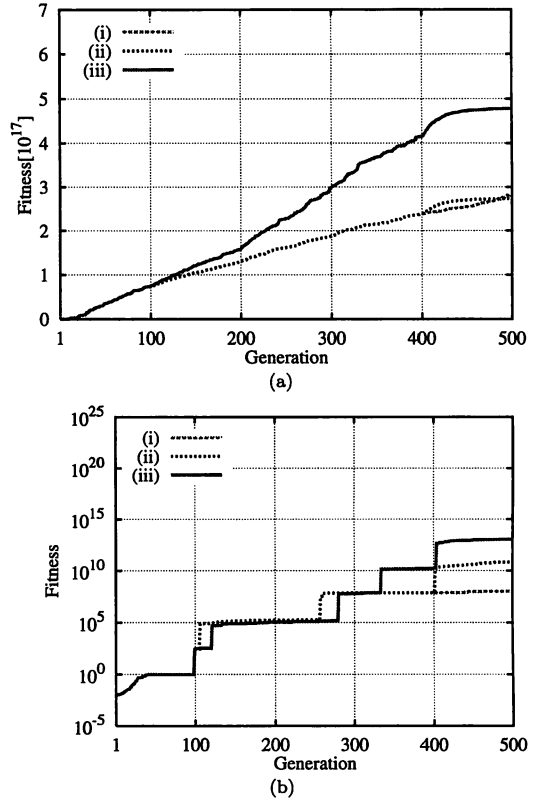 7
6
5
4
3
2
1
0
Fitness[10^17]
(i)
(ii)
(iii)
1 100 200 300 400 500
Generation
(a)
10^25
10^20
10^15
10^10
10^5
10^0
10^-5
Fitness
(i)
(ii)
(iii)
1 100 200 300 400 500
Generation
(b)